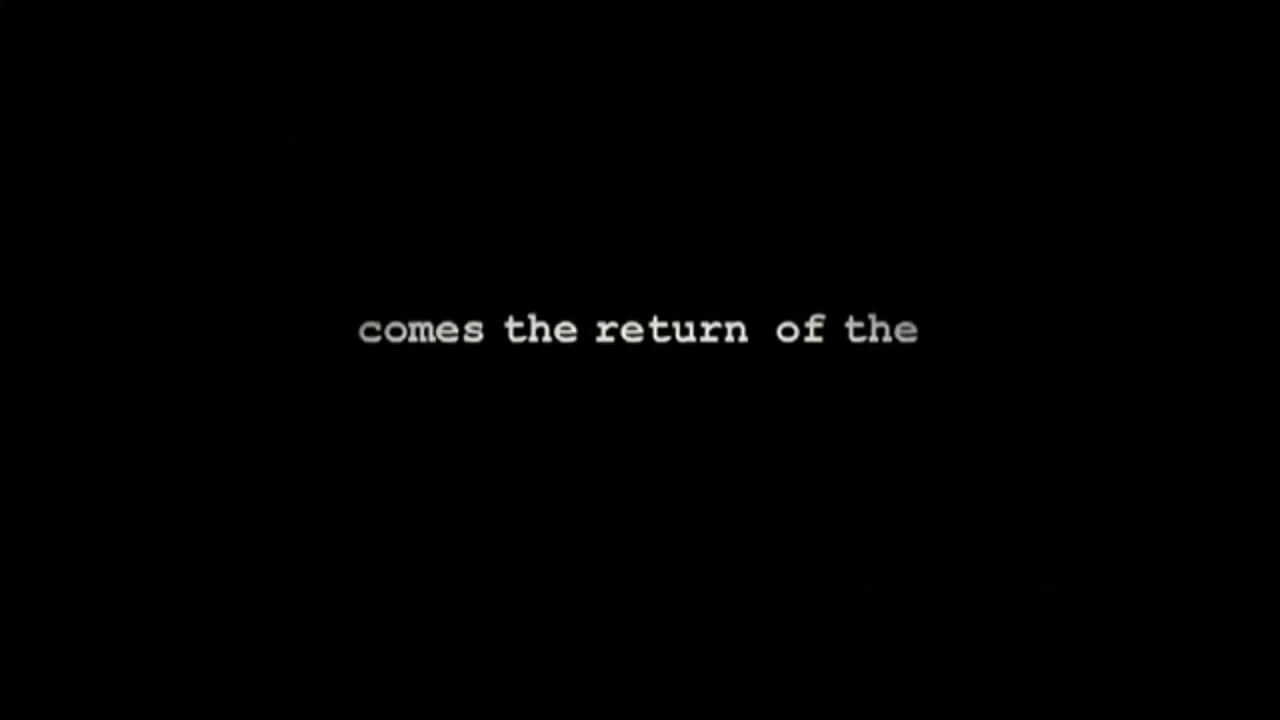 comes the return of the